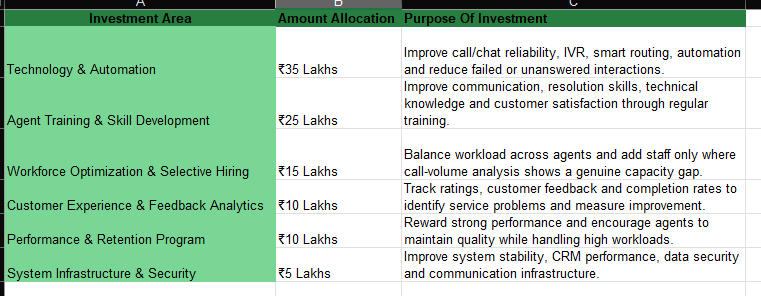 A B C
Investment Area Amount Allocation Purpose Of Investment
Technology & Automation ₹35 Lakhs Improve call/chat reliability, IVR, smart routing, automation
and reduce failed or unanswered interactions.
Agent Training & Skill Development ₹25 Lakhs Improve communication, resolution skills, technical
knowledge and customer satisfaction through regular
training.
Workforce Optimization & Selective Hiring ₹15 Lakhs Balance workload across agents and add staff only where
call-volume analysis shows a genuine capacity gap.
Customer Experience & Feedback Analytics ₹10 Lakhs Track ratings, customer feedback and completion rates to
identify service problems and measure improvement.
Performance & Retention Program ₹10 Lakhs Reward strong performance and encourage agents to
maintain quality while handling high workloads.
System Infrastructure & Security ₹5 Lakhs Improve system stability, CRM performance, data security
and communication infrastructure.